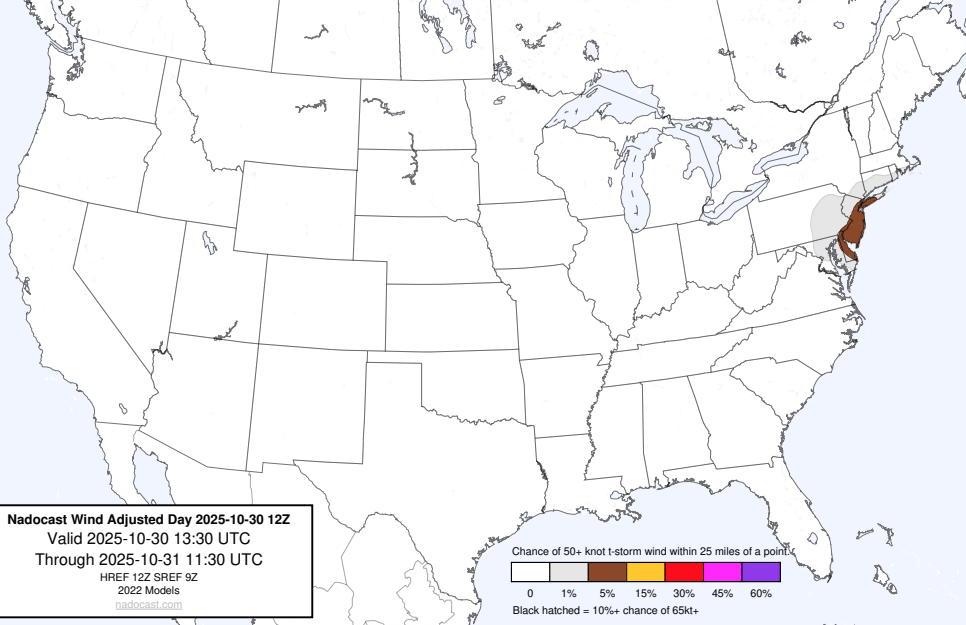 Nadocast Wind Adjusted Day 2025-10-30 12Z
Valid 2025-10-30 13:30 UTC
Through 2025-10-31 11:30 UTC
HREF 12Z SREF 9Z
2022 Models
nadocast.com
Chance of 50+ knot t-storm wind within 25 miles of a point.
0 1% 5% 15% 30% 45% 60%
Black hatched = 10%+ chance of 65kt+